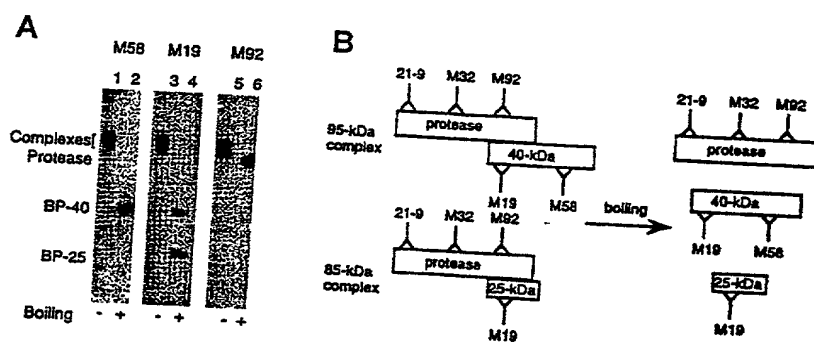 A
M58 M19 M92
1 2 3 4 5 6
Complexes[
Protease
BP-40
BP-25
Boiling - + - + - +
B
21-9 M32 M92
protease
95-kDa
complex
40-kDa
M19 M58
21-9 M32 M92
protease
85-kDa
complex
25-kDa
M19
boiling
21-9 M32 M92
protease
40-kDa
M19 M58
25-kDa
M19